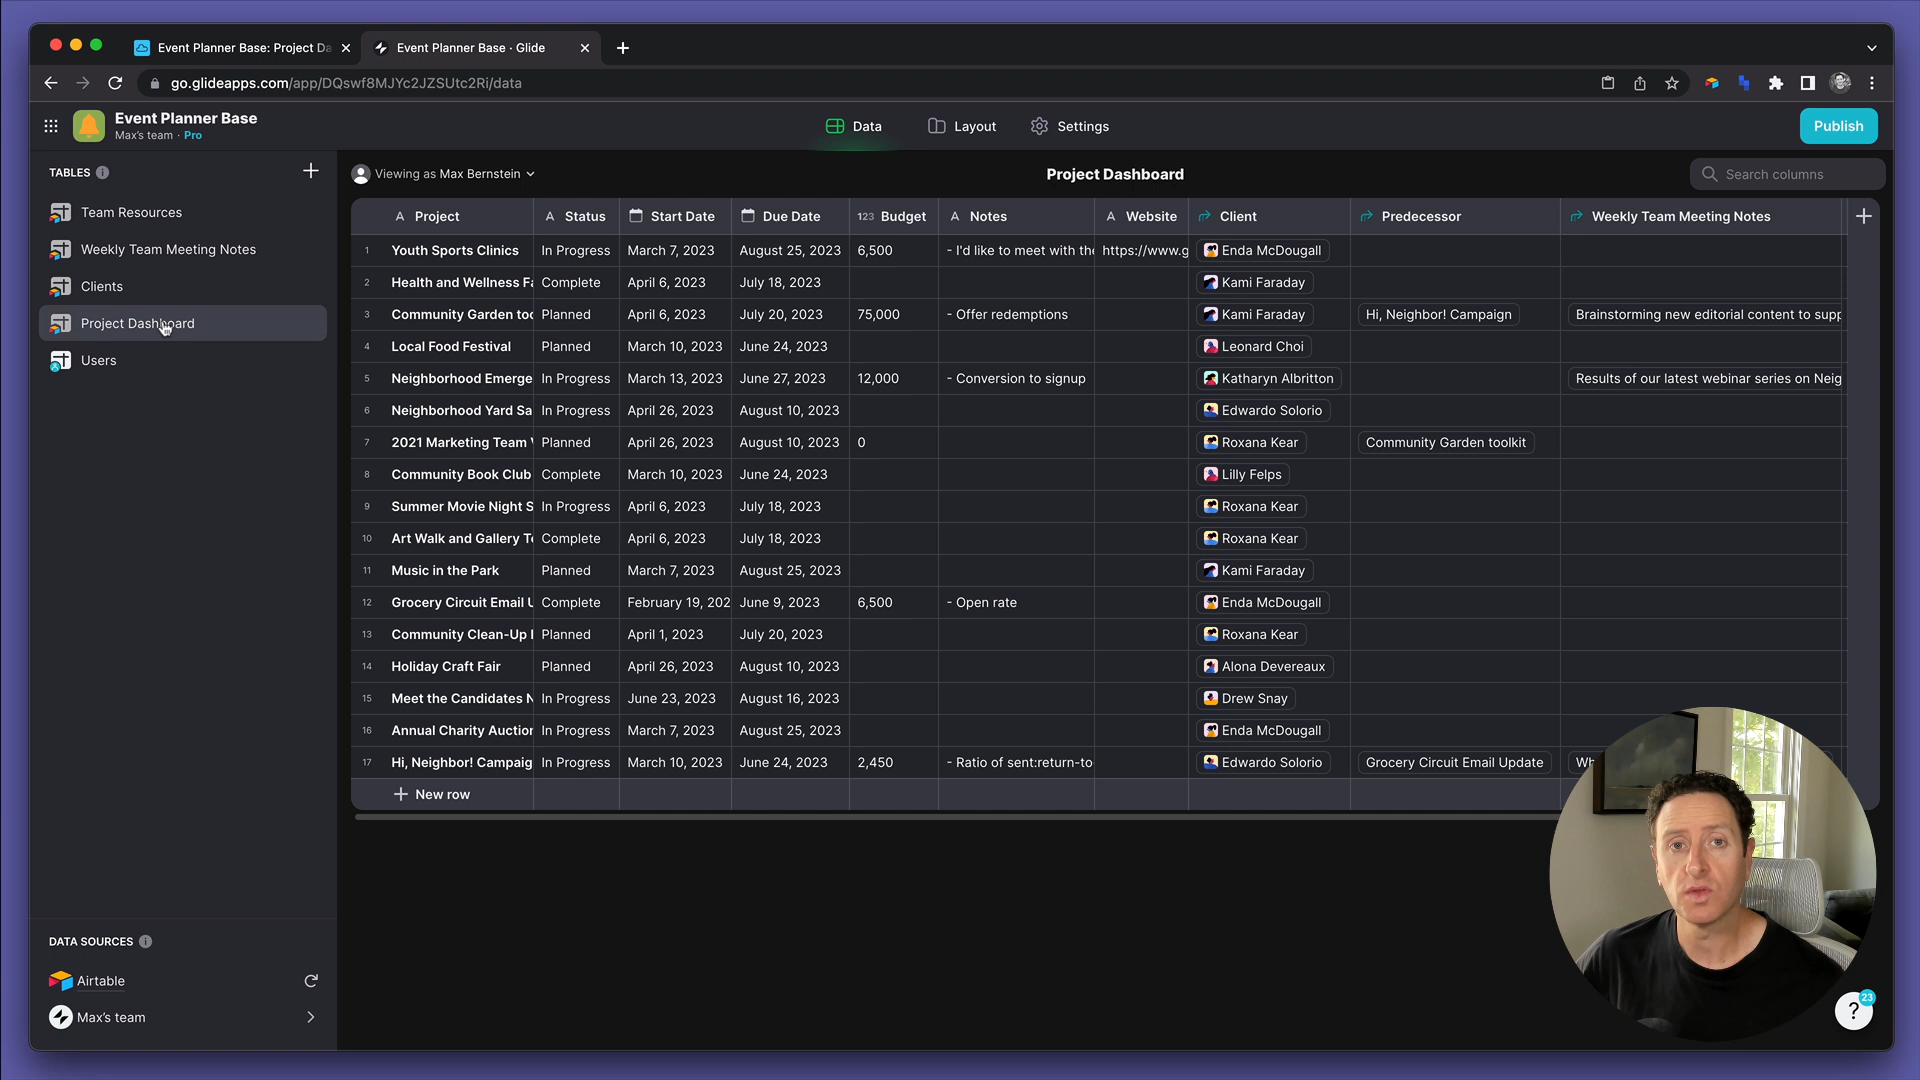 Event Planner Base: Project Da
Event Planner Base · Glide
go.glideapps.com/app/DQswf8MJYc2JZSUtc2Ri/data
Event Planner Base
Max's team · Pro
Data
Layout
Settings
Publish
TABLES
Team Resources
Weekly Team Meeting Notes
Clients
Project Dashboard
Users
DATA SOURCES
Airtable
Max's team
Viewing as Max Bernstein
Project Dashboard
Search columns
A Project A Status Start Date Due Date 123 Budget A Notes A Website Client Predecessor Weekly Team Meeting Notes
1 Youth Sports Clinics In Progress March 7, 2023 August 25, 2023 6,500 - I'd like to meet with the https://www.g Enda McDougall
2 Health and Wellness Fa Complete April 6, 2023 July 18, 2023 Kami Faraday
3 Community Garden too Planned April 6, 2023 July 20, 2023 75,000 - Offer redemptions Kami Faraday Hi, Neighbor! Campaign Brainstorming new editorial content to supp
4 Local Food Festival Planned March 10, 2023 June 24, 2023 Leonard Choi
5 Neighborhood Emerge In Progress March 13, 2023 June 27, 2023 12,000 - Conversion to signup Katharyn Albritton Results of our latest webinar series on Neig
6 Neighborhood Yard Sa In Progress April 26, 2023 August 10, 2023 Edwardo Solorio
7 2021 Marketing Team Planned April 26, 2023 August 10, 2023 0 Roxana Kear Community Garden toolkit
8 Community Book Club Complete March 10, 2023 June 24, 2023 Lilly Felps
9 Summer Movie Night S In Progress April 6, 2023 July 18, 2023 Roxana Kear
10 Art Walk and Gallery To Complete April 6, 2023 July 18, 2023 Roxana Kear
11 Music in the Park Planned March 7, 2023 August 25, 2023 Kami Faraday
12 Grocery Circuit Email U Complete February 19, 202 June 9, 2023 6,500 - Open rate Enda McDougall
13 Community Clean-Up Planned April 1, 2023 July 20, 2023 Roxana Kear
14 Holiday Craft Fair Planned April 26, 2023 August 10, 2023 Alona Devereaux
15 Meet the Candidates N In Progress June 23, 2023 August 16, 2023 Drew Snay
16 Annual Charity Auction In Progress March 7, 2023 August 25, 2023 Enda McDougall
17 Hi, Neighbor! Campaig In Progress March 10, 2023 June 24, 2023 2,450 - Ratio of sent:return-to Edwardo Solorio Grocery Circuit Email Update Wh
New row
23
?